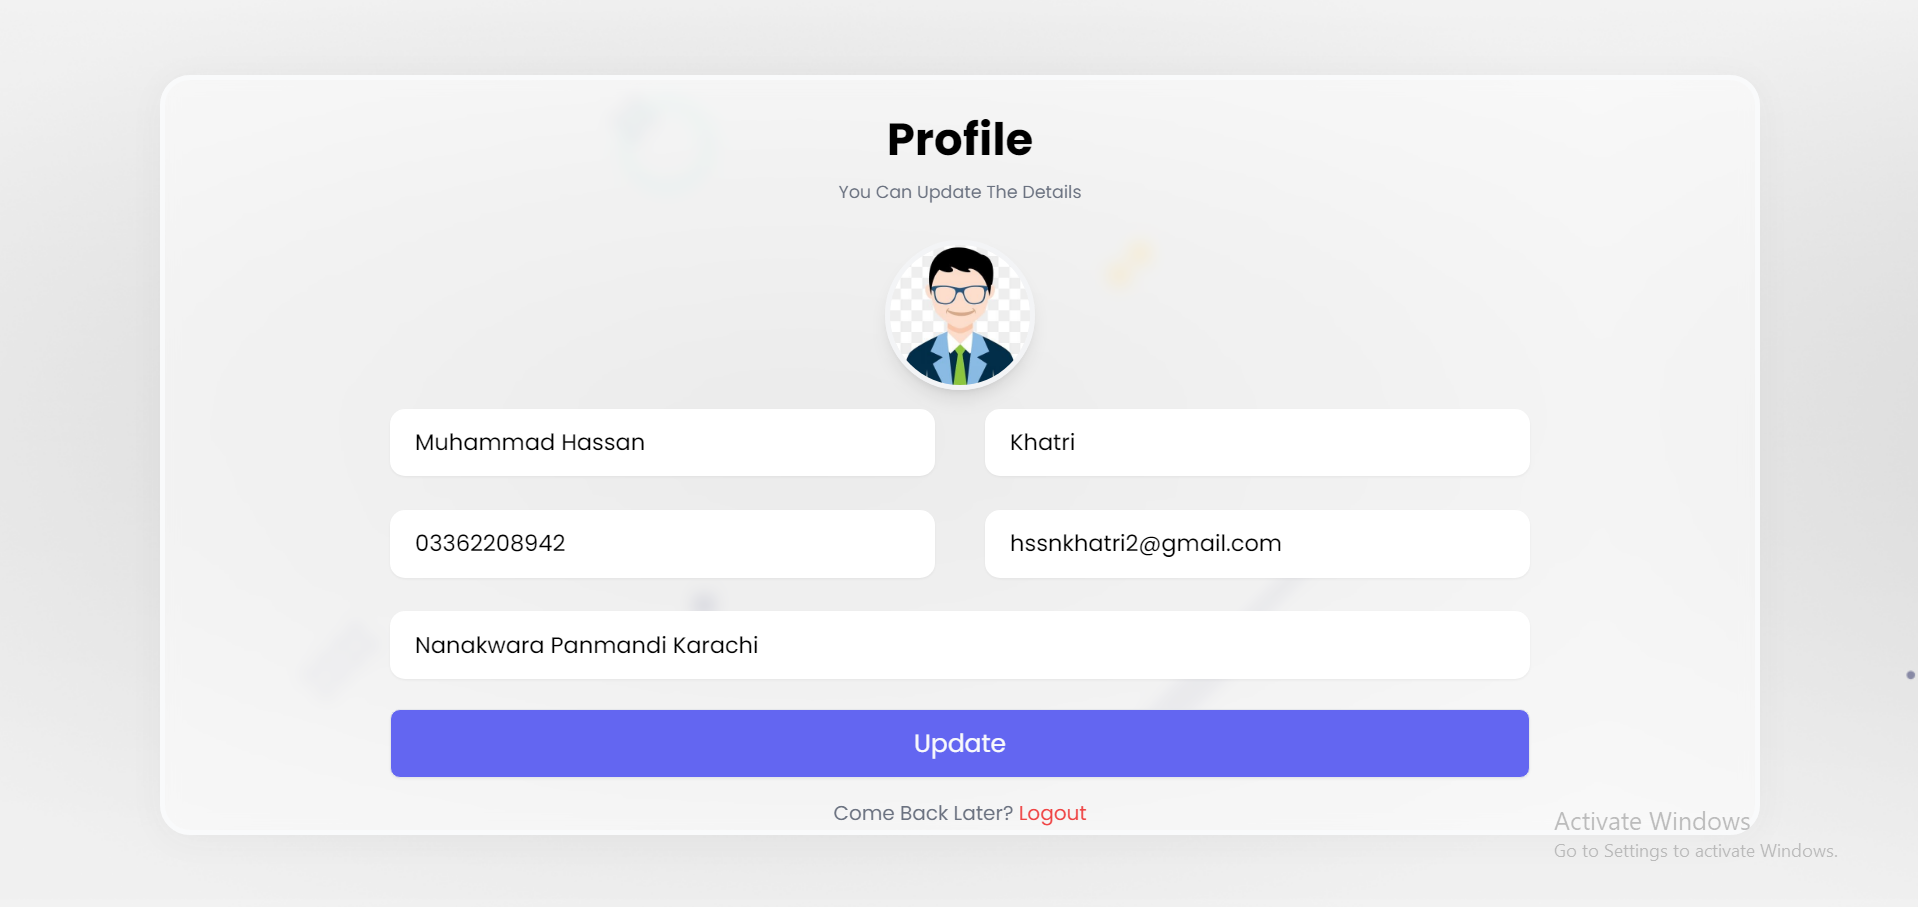 Profile
You Can Update The Details
Muhammad Hassan
Khatri
03362208942
hssnkhatri2@gmail.com
Nanakwara Panmandi Karachi
Update
Come Back Later? Logout
Activate Windows
Go to Settings to activate Windows.